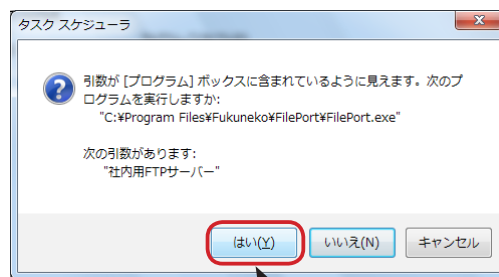 タスク スケジューラ
引数が [プログラム] ボックスに含まれているように見えます。次のプ
ログラムを実行しますか:
"C:¥Program Files¥Fukuneko¥FilePort¥FilePort.exe"
次の引数があります:
"社内用FTPサーバー"
はい(Y)
いいえ(N)
キャンセル